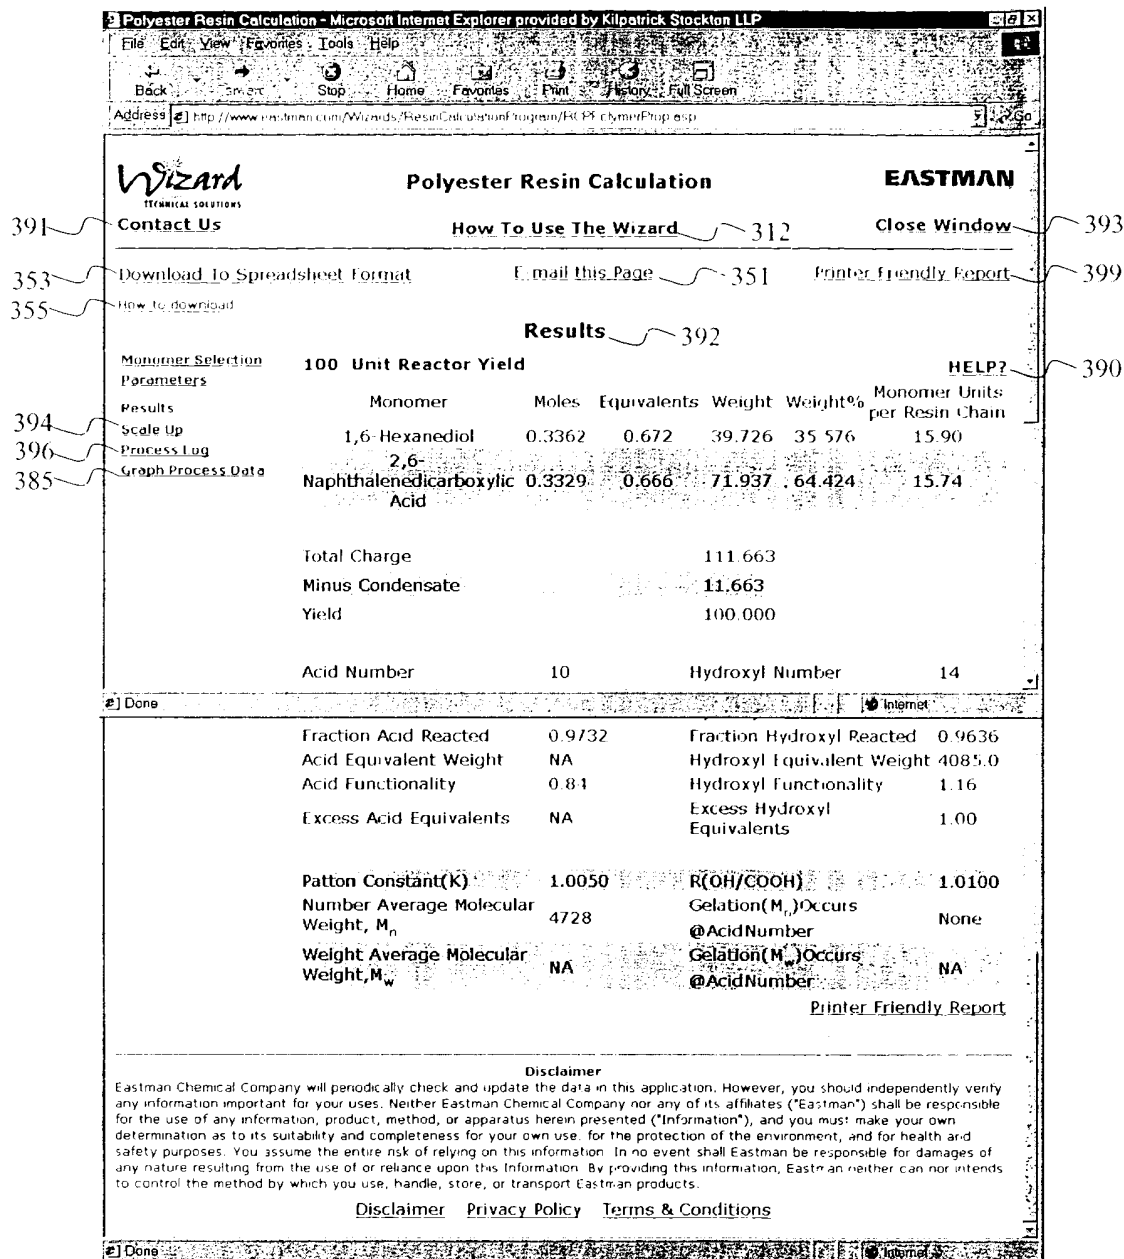 Polyester Resin Calculation - Microsoft Internet Explorer provided by Kilpatrick Stockton LLP
File Edit View Favorites Tools Help
Back Stop Home Favorites Print History Full Screen
Address http://www.eastman.com/Wizards/ResinCalculationProgram/RCPPolymerProp.asp Go
Wizard
TECHNICAL SOLUTIONS
Polyester Resin Calculation
EASTMAN
391 Contact Us How To Use The Wizard 312 Close Window 393
353 Download To Spreadsheet Format E-mail this Page 351 Printer Friendly Report 399
355 How to download
Results 392
Monomer Selection 100 Unit Reactor Yield HELP? 390
Parameters
Results
394 Scale Up
396 Process Log
385 Graph Process Data
Monomer Moles Equivalents Weight Weight% Monomer Units per Resin Chain
1,6-Hexanediol 0.3362 0.672 39.726 35.576 15.90
2,6-
Naphthalenedicarboxylic 0.3329 0.666 71.937 64.424 15.74
Acid
Total Charge 111.663
Minus Condensate 11.663
Yield 100.000
Acid Number 10 Hydroxyl Number 14
Done Internet
Fraction Acid Reacted 0.9732 Fraction Hydroxyl Reacted 0.9636
Acid Equivalent Weight NA Hydroxyl Equivalent Weight 4085.0
Acid Functionality 0.84 Hydroxyl Functionality 1.16
Excess Acid Equivalents NA Excess Hydroxyl Equivalents 1.00
Patton Constant(K) 1.0050 R(OH/COOH) 1.0100
Number Average Molecular Weight, Mn 4728 Gelation(Mn)Occurs @AcidNumber None
Weight Average Molecular Weight,Mw NA Gelation(Mw)Occurs @AcidNumber NA
Printer Friendly Report
Disclaimer
Eastman Chemical Company will periodically check and update the data in this application. However, you should independently verify
any information important for your uses. Neither Eastman Chemical Company nor any of its affiliates ("Eastman") shall be responsible
for the use of any information, product, method, or apparatus herein presented ("Information"), and you must make your own
determination as to its suitability and completeness for your own use, for the protection of the environment, and for health and
safety purposes. You assume the entire risk of relying on this information. In no event shall Eastman be responsible for damages of
any nature resulting from the use of or reliance upon this Information. By providing this information, Eastman neither can nor intends
to control the method by which you use, handle, store, or transport Eastman products.
Disclaimer Privacy Policy Terms & Conditions
Done Internet